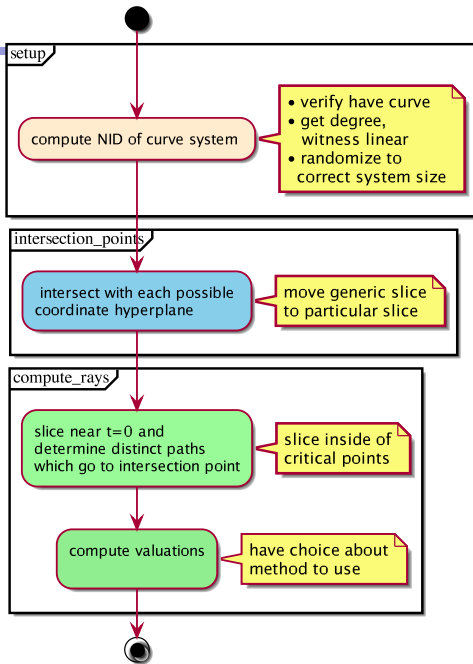 setup
compute NID of curve system
• verify have curve
• get degree,
witness linear
• randomize to
correct system size
intersection_points
intersect with each possible
coordinate hyperplane
move generic slice
to particular slice
compute_rays
slice near t=0 and
determine distinct paths
which go to intersection point
slice inside of
critical points
compute valuations
have choice about
method to use